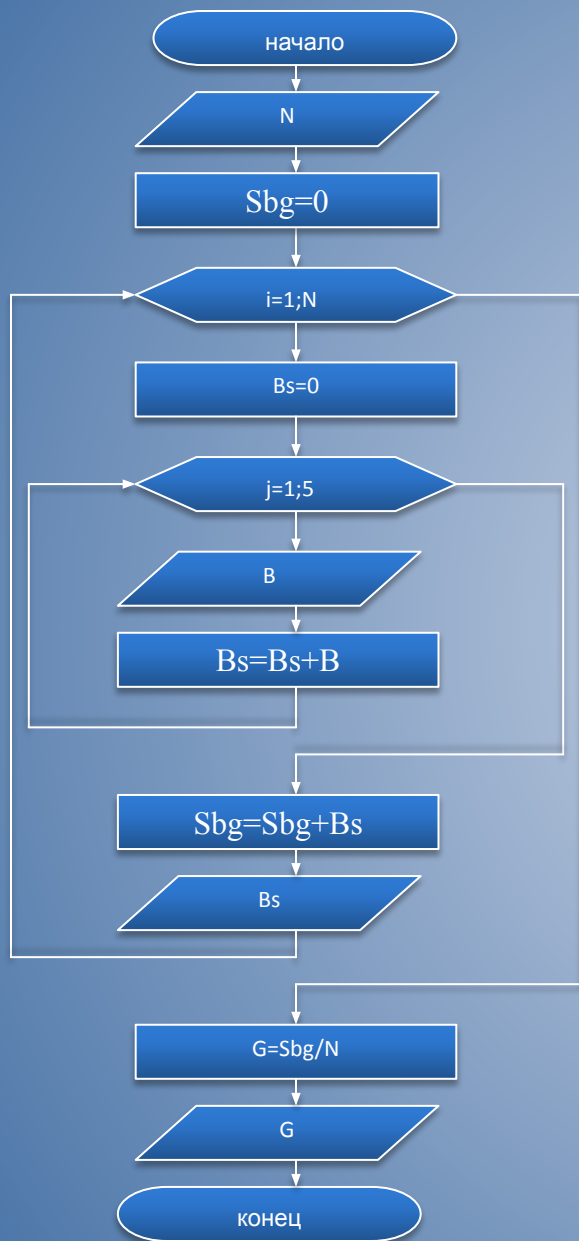 начало
N
Sbg=0
i=1;N
Bs=0
j=1;5
B
Bs=Bs+B
Sbg=Sbg+Bs
Bs
G=Sbg/N
G
конец